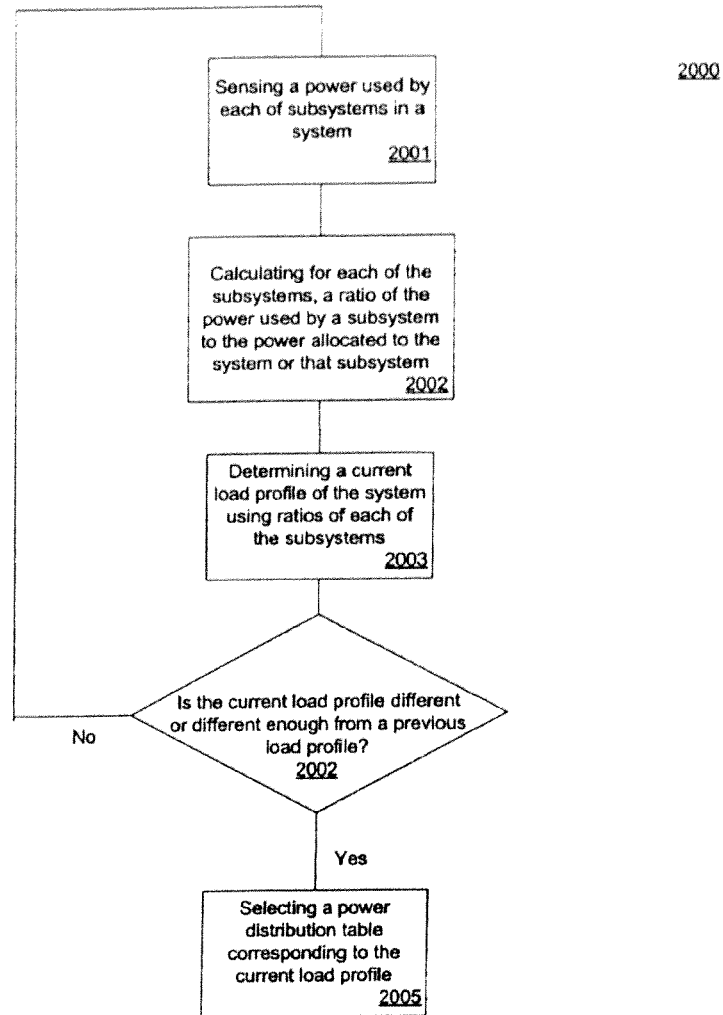 2000
Sensing a power used by
each of subsystems in a
system
2001
Calculating for each of the
subsystems, a ratio of the
power used by a subsystem
to the power allocated to the
system or that subsystem
2002
Determining a current
load profile of the system
using ratios of each of
the subsystems
2003
Is the current load profile different
or different enough from a previous
load profile?
2002
No
Yes
Selecting a power
distribution table
corresponding to the
current load profile
2005